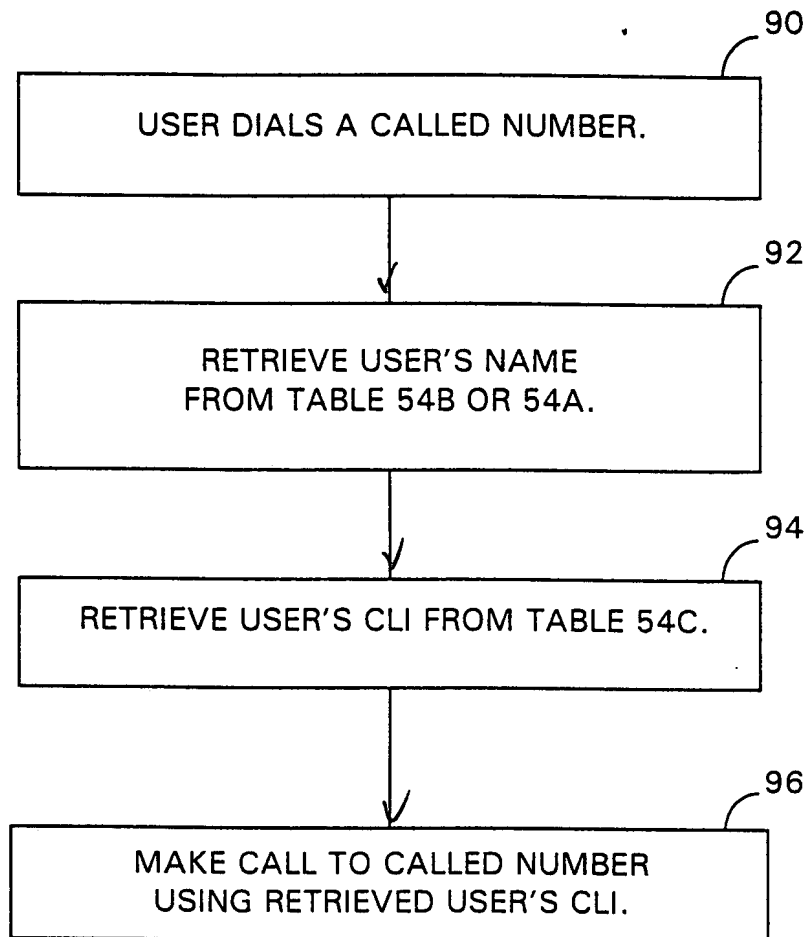 90
USER DIALS A CALLED NUMBER.
92
RETRIEVE USER'S NAME
FROM TABLE 54B OR 54A.
94
RETRIEVE USER'S CLI FROM TABLE 54C.
96
MAKE CALL TO CALLED NUMBER
USING RETRIEVED USER'S CLI.